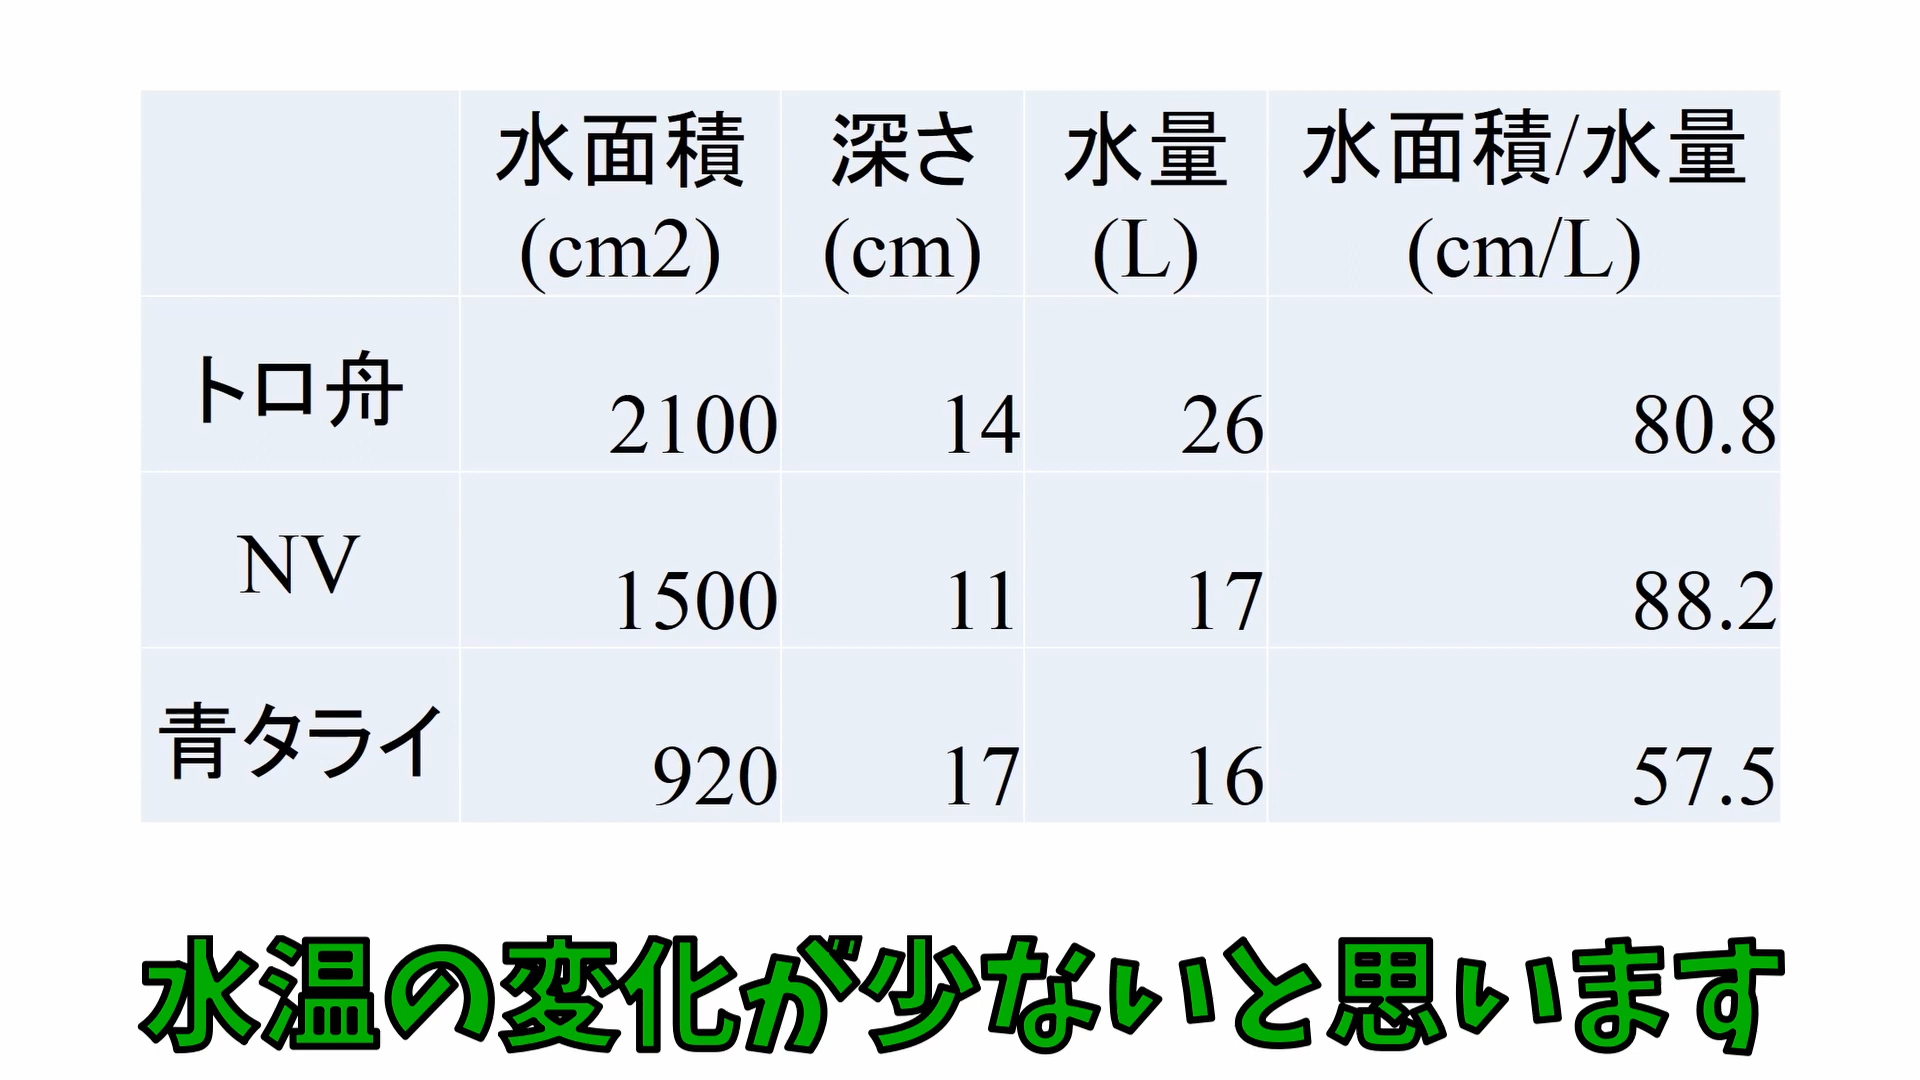 水面積 深さ 水量 水面積/水量
(cm2) (cm) (L) (cm/L)
トロ舟 2100 14 26 80.8
NV 1500 11 17 88.2
青タライ 920 17 16 57.5
水温の変化が少ないと思います